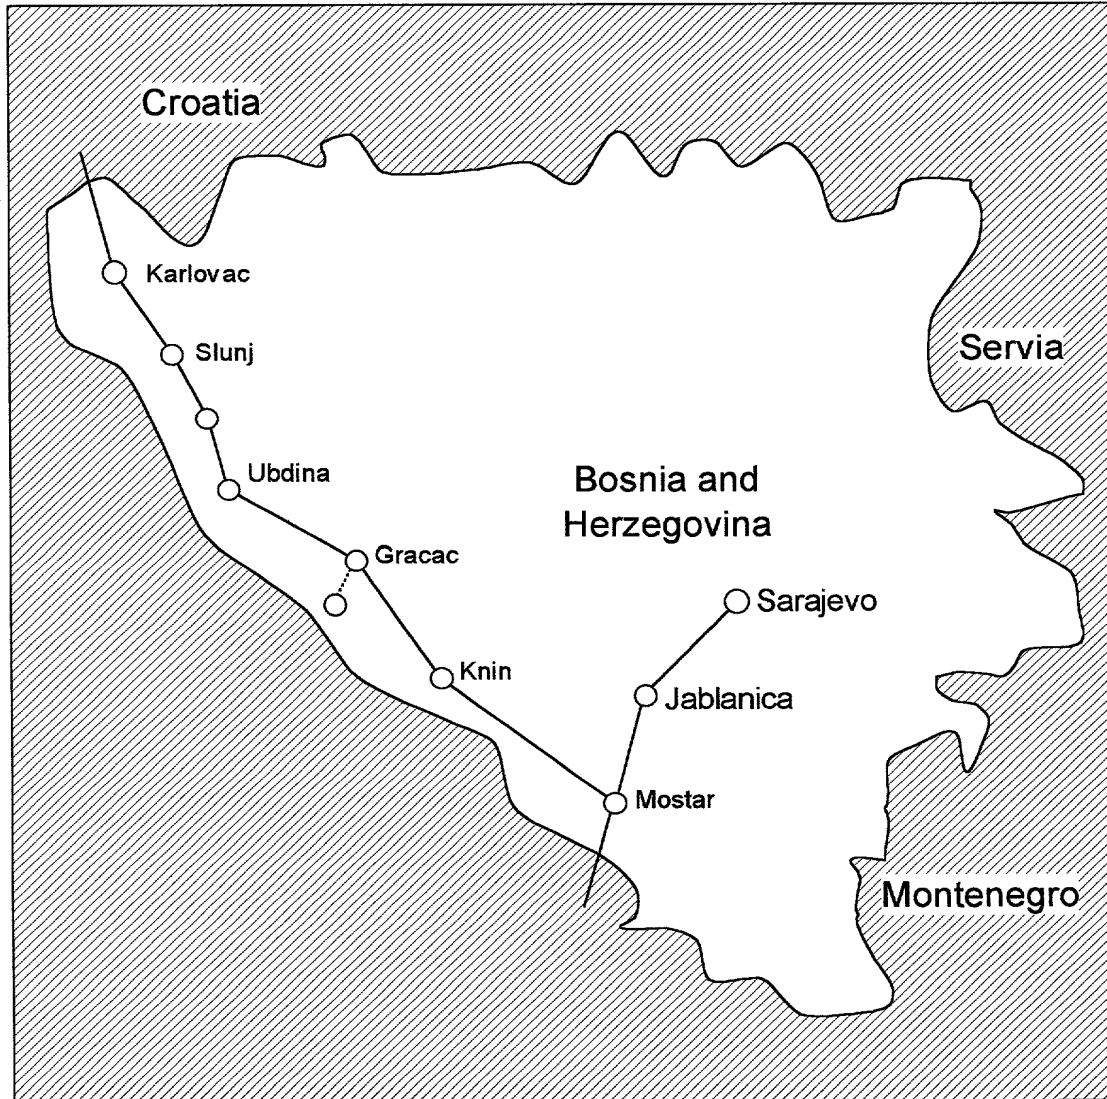 Croatia
Karlovac
Slunj
Servia
Ubdina
Bosnia and
Herzegovina
Gracac
Sarajevo
Knin
Jablanica
Mostar
Montenegro